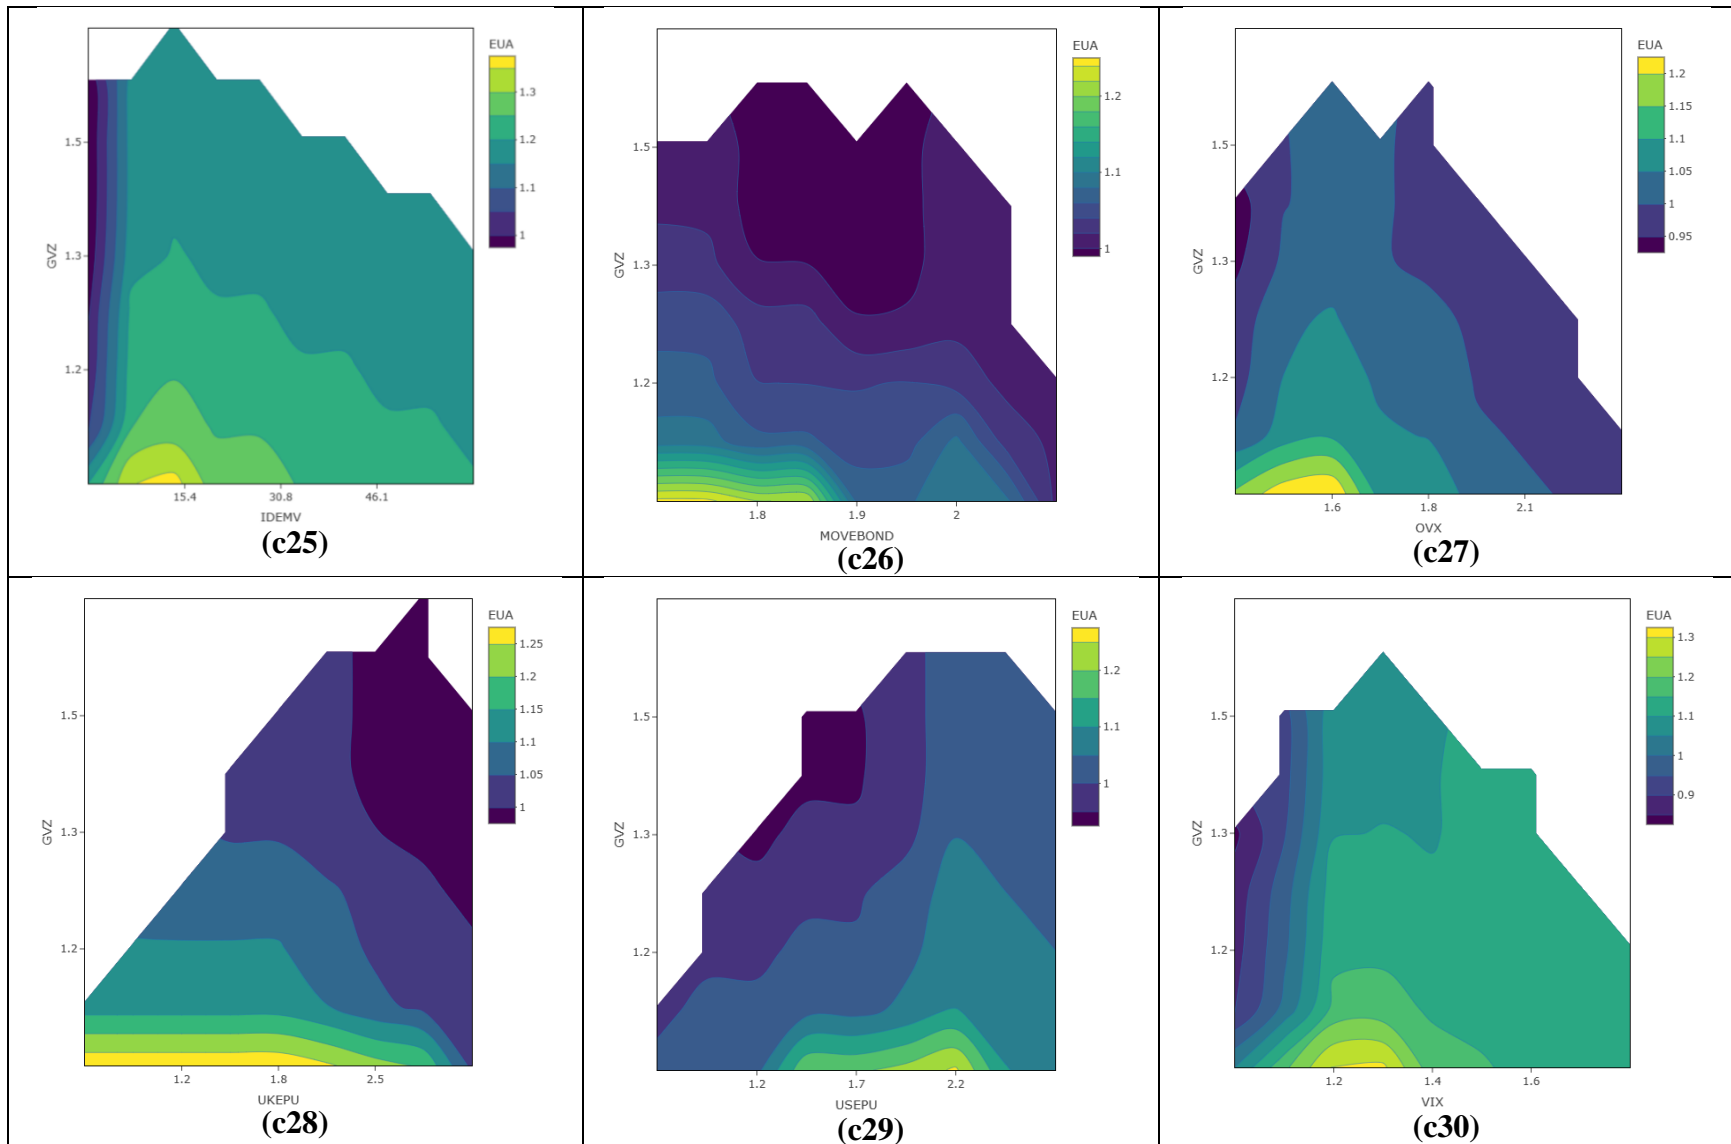 EUA
1.3
1.2
1.1
1
GVZ
1.5
1.3
1.2
15.4
30.8
46.1
IDEMV
(c25)
EUA
1.2
1.1
1
GVZ
1.5
1.3
1.2
1.8
1.9
2
MOVEBOND
(c26)
EUA
1.2
1.15
1.1
1.05
1
0.95
GVZ
1.5
1.3
1.2
1.6
1.8
2.1
OVX
(c27)
EUA
1.25
1.2
1.15
1.1
1.05
1
GVZ
1.5
1.3
1.2
1.2
1.8
2.5
UKEPU
(c28)
EUA
1.2
1.1
1
GVZ
1.5
1.3
1.2
1.2
1.7
2.2
USEPU
(c29)
EUA
1.3
1.2
1.1
1
0.9
GVZ
1.5
1.3
1.2
1.2
1.4
1.6
VIX
(c30)